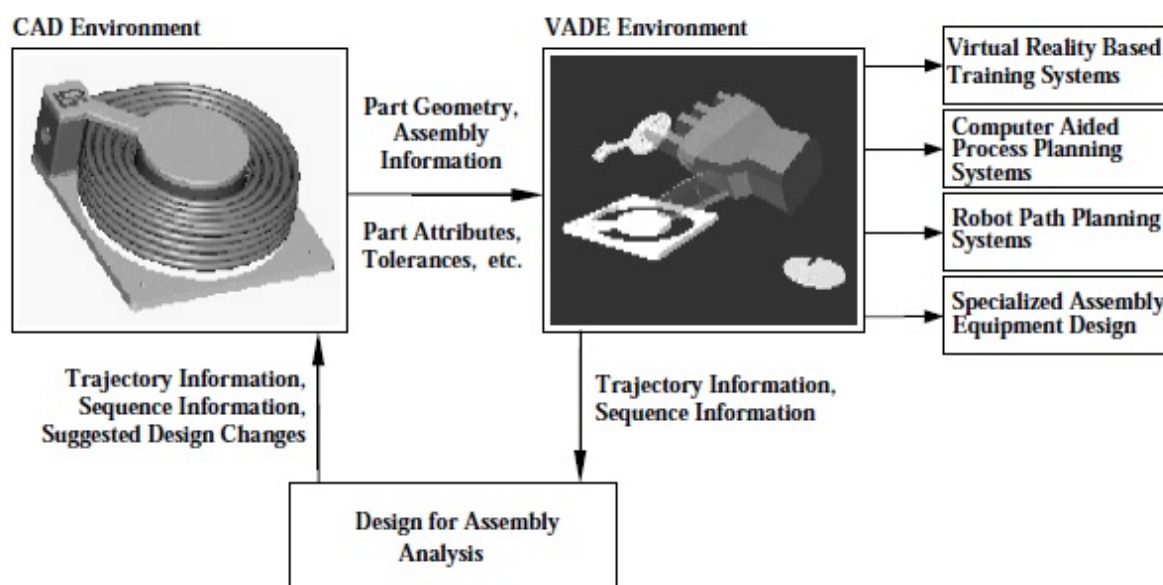 CAD Environment
VADE Environment
Part Geometry,
Assembly
Information
Part Attributes,
Tolerances, etc.
Virtual Reality Based
Training Systems
Computer Aided
Process Planning
Systems
Robot Path Planning
Systems
Specialized Assembly
Equipment Design
Trajectory Information,
Sequence Information,
Suggested Design Changes
Trajectory Information,
Sequence Information
Design for Assembly
Analysis